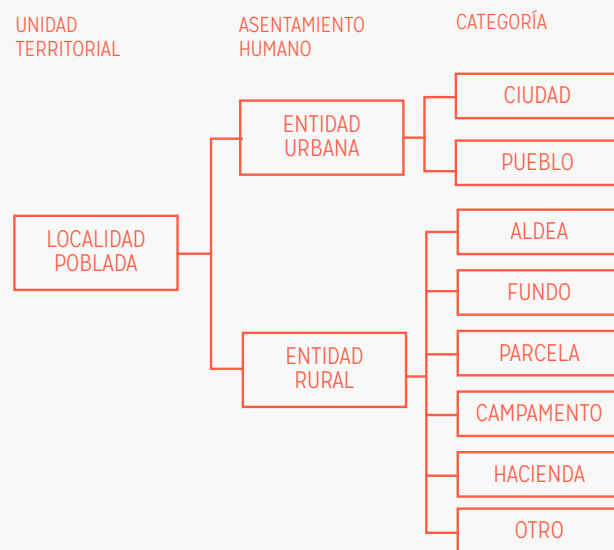 UNIDAD
TERRITORIAL
ASENTAMIENTO
HUMANO
CATEGORÍA
LOCALIDAD
POBLADA
ENTIDAD
URBANA
CIUDAD
PUEBLO
ENTIDAD
RURAL
ALDEA
FUNDO
PARCELA
CAMPAMENTO
HACIENDA
OTRO